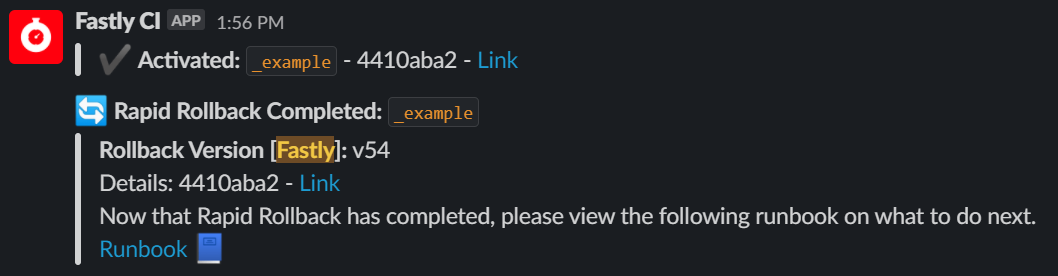 Fastly CI APP 1:56 PM
✔️ Activated: _example - 4410aba2 - Link
🔄 Rapid Rollback Completed: _example
Rollback Version [Fastly]: v54
Details: 4410aba2 - Link
Now that Rapid Rollback has completed, please view the following runbook on what to do next.
Runbook 📘